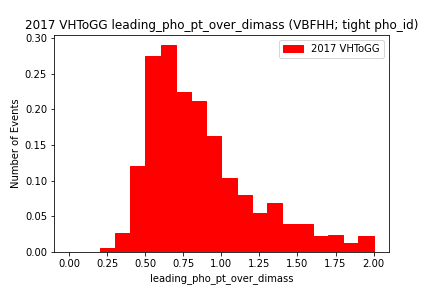 2017 VHToGG leading_pho_pt_over_dimass (VBFHH; tight pho_id)
2017 VHToGG
Number of Events
0.30
0.25
0.20
0.15
0.10
0.05
0.00
0.00 0.25 0.50 0.75 1.00 1.25 1.50 1.75 2.00
leading_pho_pt_over_dimass